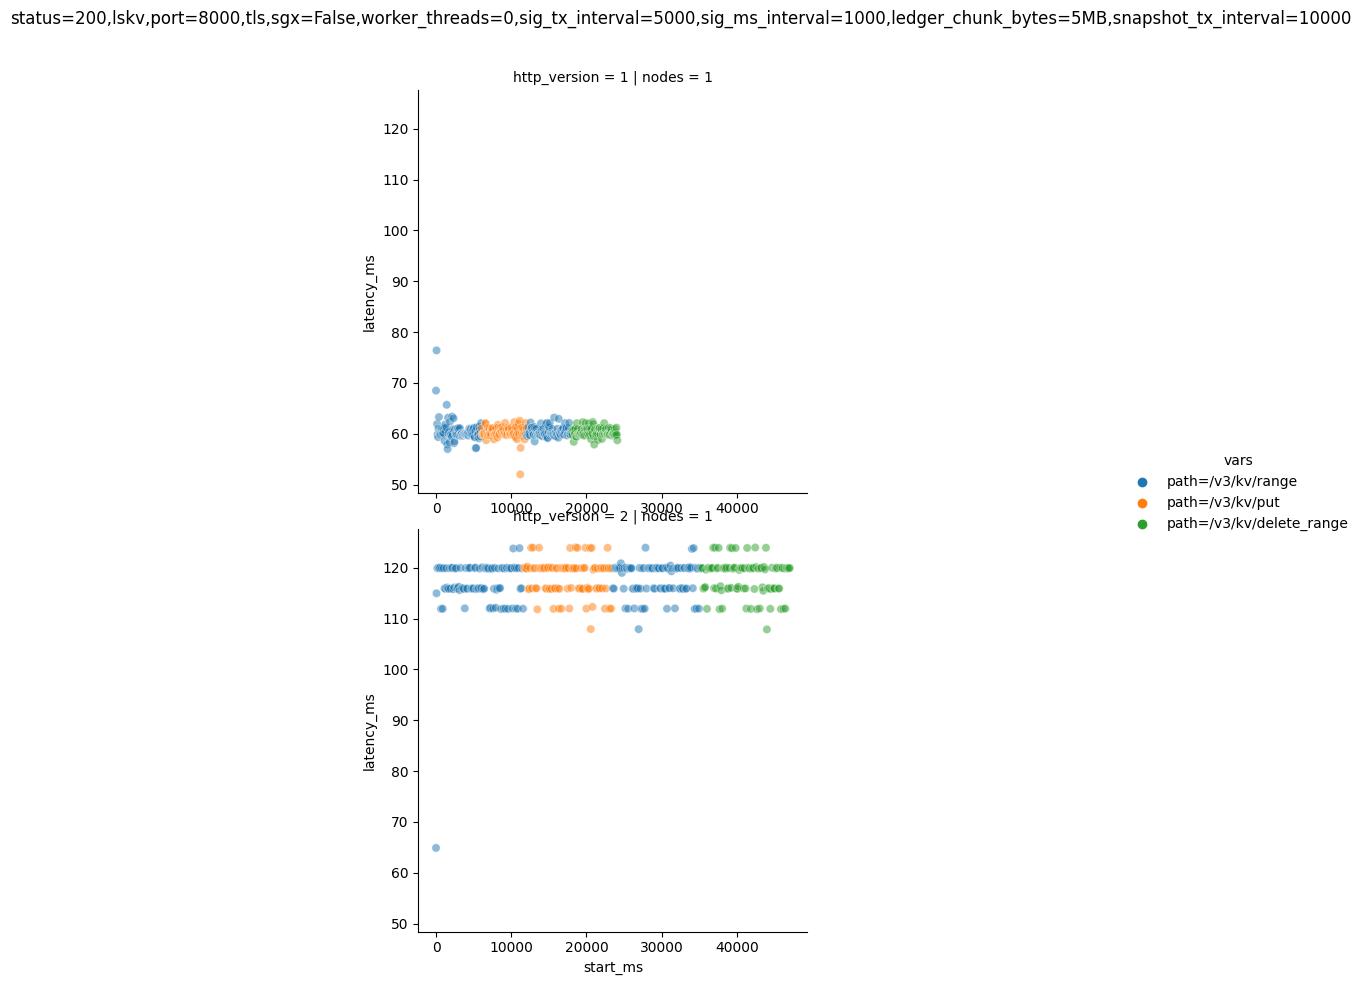 status=200,lskv,port=8000,tls,sgx=False,worker_threads=0,sig_tx_interval=5000,sig_ms_interval=1000,ledger_chunk_bytes=5MB,snapshot_tx_interval=10000
http_version = 1 | nodes = 1
120
110
100
90
80
70
60
50
latency_ms
0 10000 20000 30000 40000
http_version = 2 | nodes = 1
120
110
100
90
80
70
60
50
latency_ms
0 10000 20000 30000 40000
start_ms
vars
path=/v3/kv/range
path=/v3/kv/put
path=/v3/kv/delete_range